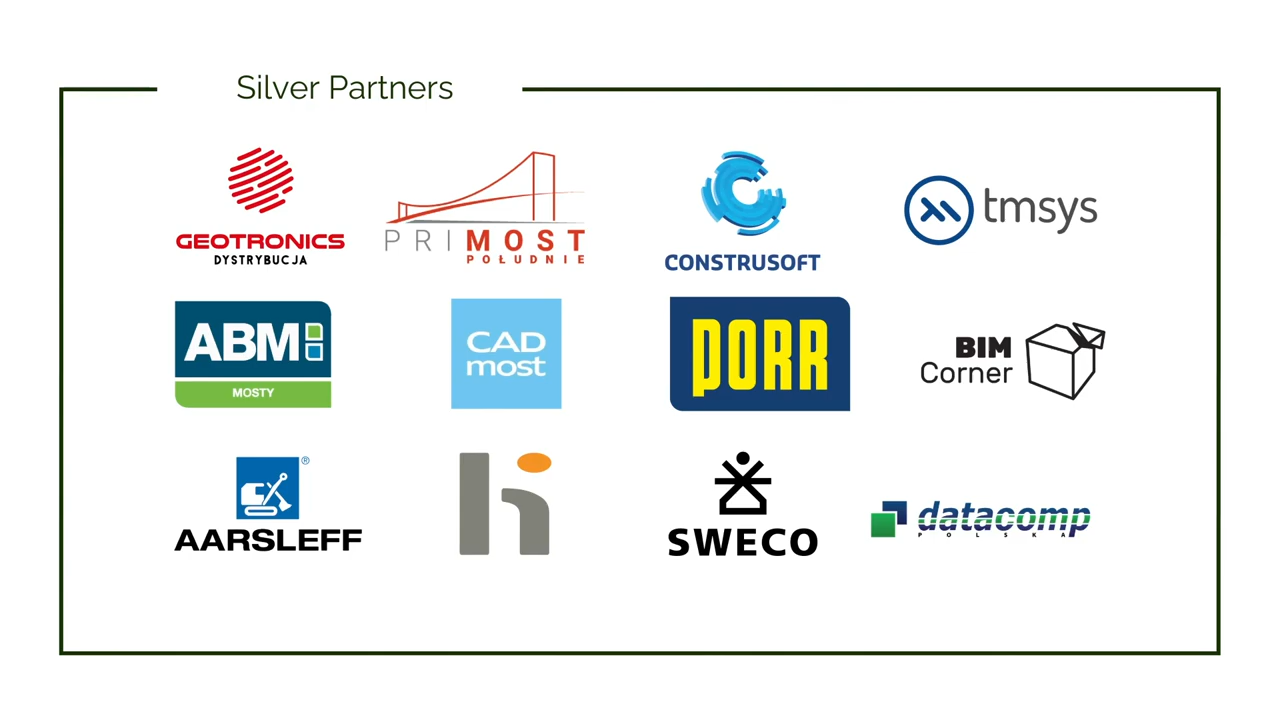 Silver Partners
GEOTRONICS
DYSTRYBUCJA
PRIMOST
POŁUDNIE
CONSTRUSOFT
tmsys
ABM
MOSTY
CAD
most
PORR
BIM
Corner
®
AARSLEFF
hi
SWECO
datacomp
POLSKA